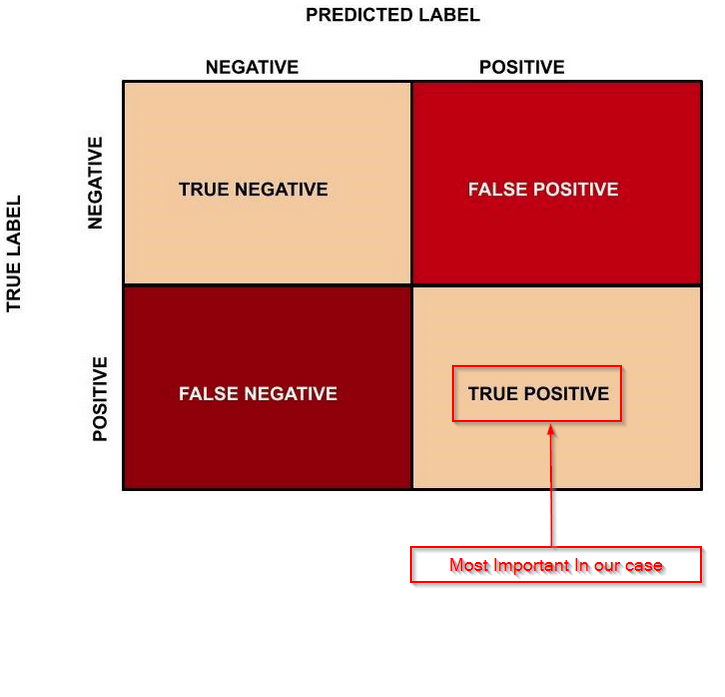 PREDICTED LABEL
NEGATIVE POSITIVE
TRUE LABEL
NEGATIVE
TRUE NEGATIVE FALSE POSITIVE
POSITIVE
FALSE NEGATIVE TRUE POSITIVE
Most Important In our case